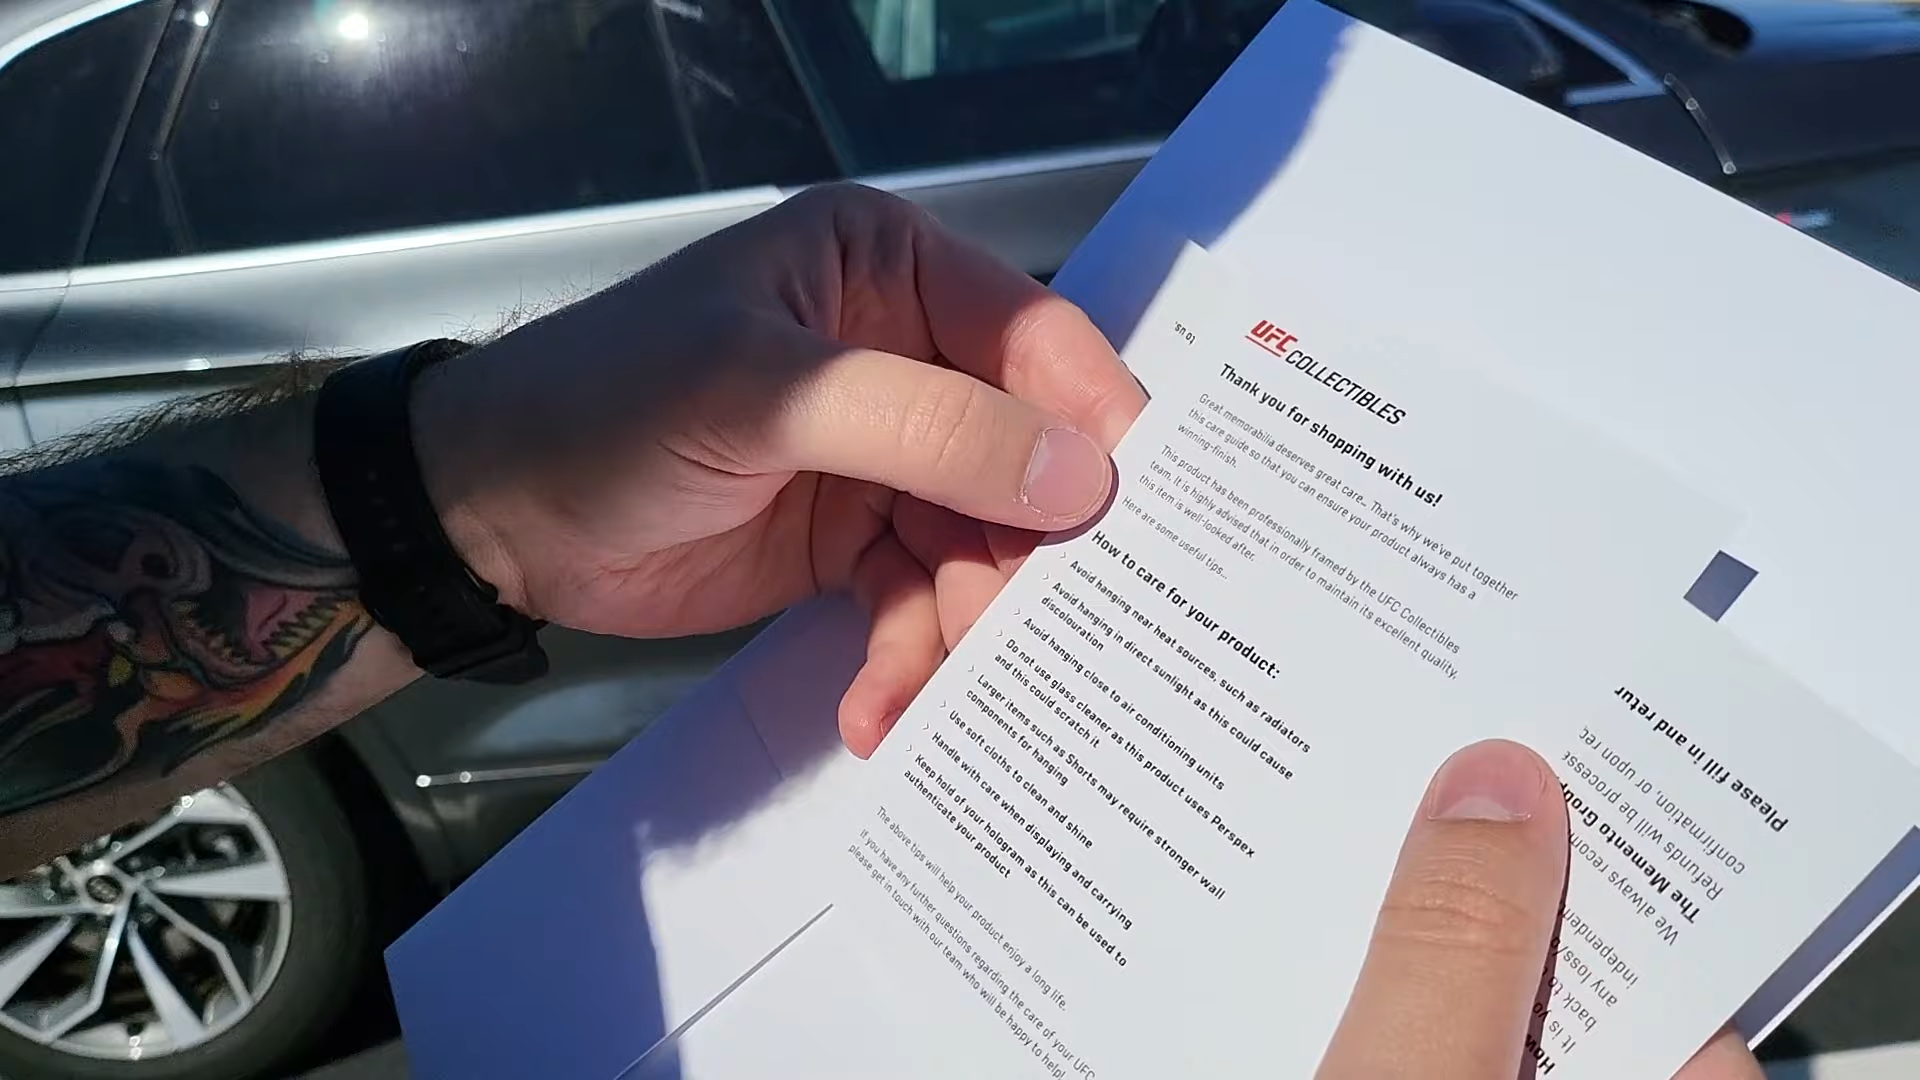 UFC COLLECTIBLES
Thank you for shopping with us!
Great memorabilia deserves great care... That's why we've put together
this care guide so that you can ensure your product always has a
winning-finish.
This product has been professionally framed by the UFC Collectibles
team. It is highly advised that in order to maintain its excellent quality,
this item is well-looked after.
Here are some useful tips...
How to care for your product:
> Avoid hanging near heat sources, such as radiators
> Avoid hanging in direct sunlight as this could cause
discolouration
> Avoid hanging close to air conditioning units
> Do not use glass cleaner as this product uses Perspex
and this could scratch it
> Larger items such as Shorts may require stronger wall
components for hanging
> Use soft cloths to clean and shine
> Handle with care when displaying and carrying
> Keep hold of your hologram as this can be used to
authenticate your product
The above tips will help your product enjoy a long life.
If you have any further questions regarding the care of your UFC
please get in touch with our team who will be happy to help!
to us.
Please fill in and retur
confirmation, or upon rec
Refunds will be process
The Memento Group
We always recom
independen
any loss/
back to
It is yo
How